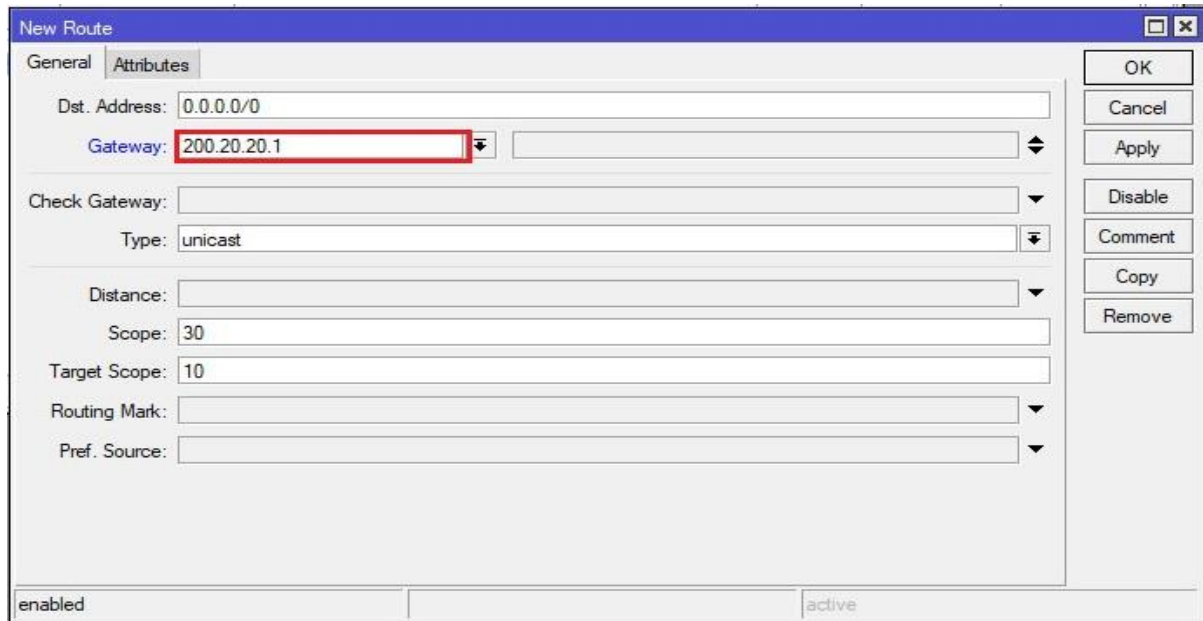 New Route
General Attributes
OK
Dst. Address: 0.0.0.0/0
Cancel
Gateway: 200.20.20.1
Apply
Check Gateway:
Disable
Type: unicast
Comment
Copy
Distance:
Remove
Scope: 30
Target Scope: 10
Routing Mark:
Pref. Source:
enabled
active